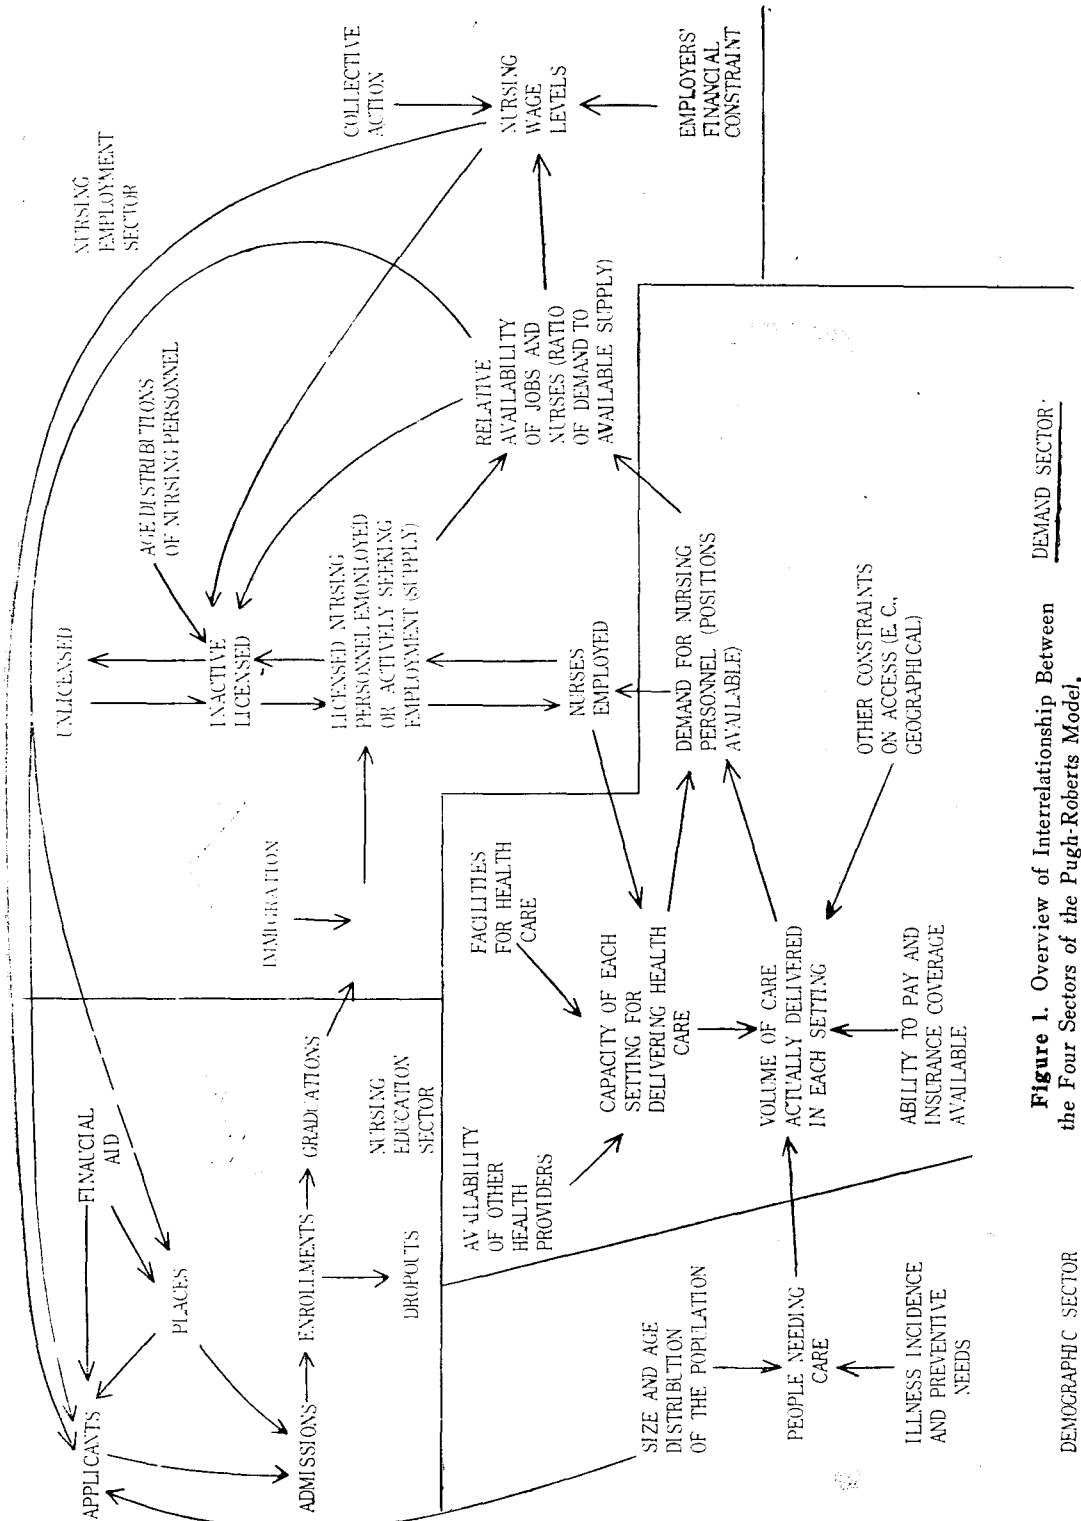 APPLICANTS
FINAUCIAL
AID
PLACES
ADMISSIONS
ENROLLMENTS
GRADUATIONS
DROPOUTS
NURSING
EDUCATION
SECTOR
IMMIGRATION
UNLICENSED
INACTIVE
LICENSED
AGE DISTRIBUTIONS
OF NURSING PERSONNEL
NURSING
EMPLOYMENT
SECTOR
LICENSED NURSING
PERSONNEL EMONLOYED
OR ACTIVELY SEEKING
EMPLOYMENT (SUPPLY)
NURSES
EMPLOYED
RELATIVE
AVAILABILITY
OF JOBS AND
NURSES (RATIO
OF DEMAND TO
AVAILABLE SUPPLY)
COLLECTIVE
ACTION
NURSING
WAGE
LEVELS
EMPLOYERS'
FINANCIAL
CONSTRAINT
AVAILABILITY
OF OTHER
HEALTH
PROVIDERS
FACILITIES
FOR HEALTH
CARE
CAPACITY OF EACH
SETTING FOR
DELIVERING HEALTH
CARE
DEMAND FOR NURSING
PERSONNEL (POSITIONS
AVAILABLE)
VOLUME OF CARE
ACTUALLY DELIVERED
IN EACH SETTING
OTHER CONSTRAINTS
ON ACCESS (E. C.,
GEOGRAPHICAL)
ABILITY TO PAY AND
INSURANCE COVERAGE
AVAILABLE
SIZE AND AGE
DISTRIBUTION
OF THE POPULATION
PEOPLE NEEDING
CARE
ILLNESS INCIDENCE
AND PREVENTIVE
NEEDS
DEMOGRAPHIC SECTOR
DEMAND SECTOR
Figure 1. Overview of Interrelationship Between
the Four Sectors of the Pugh-Roberts Model.